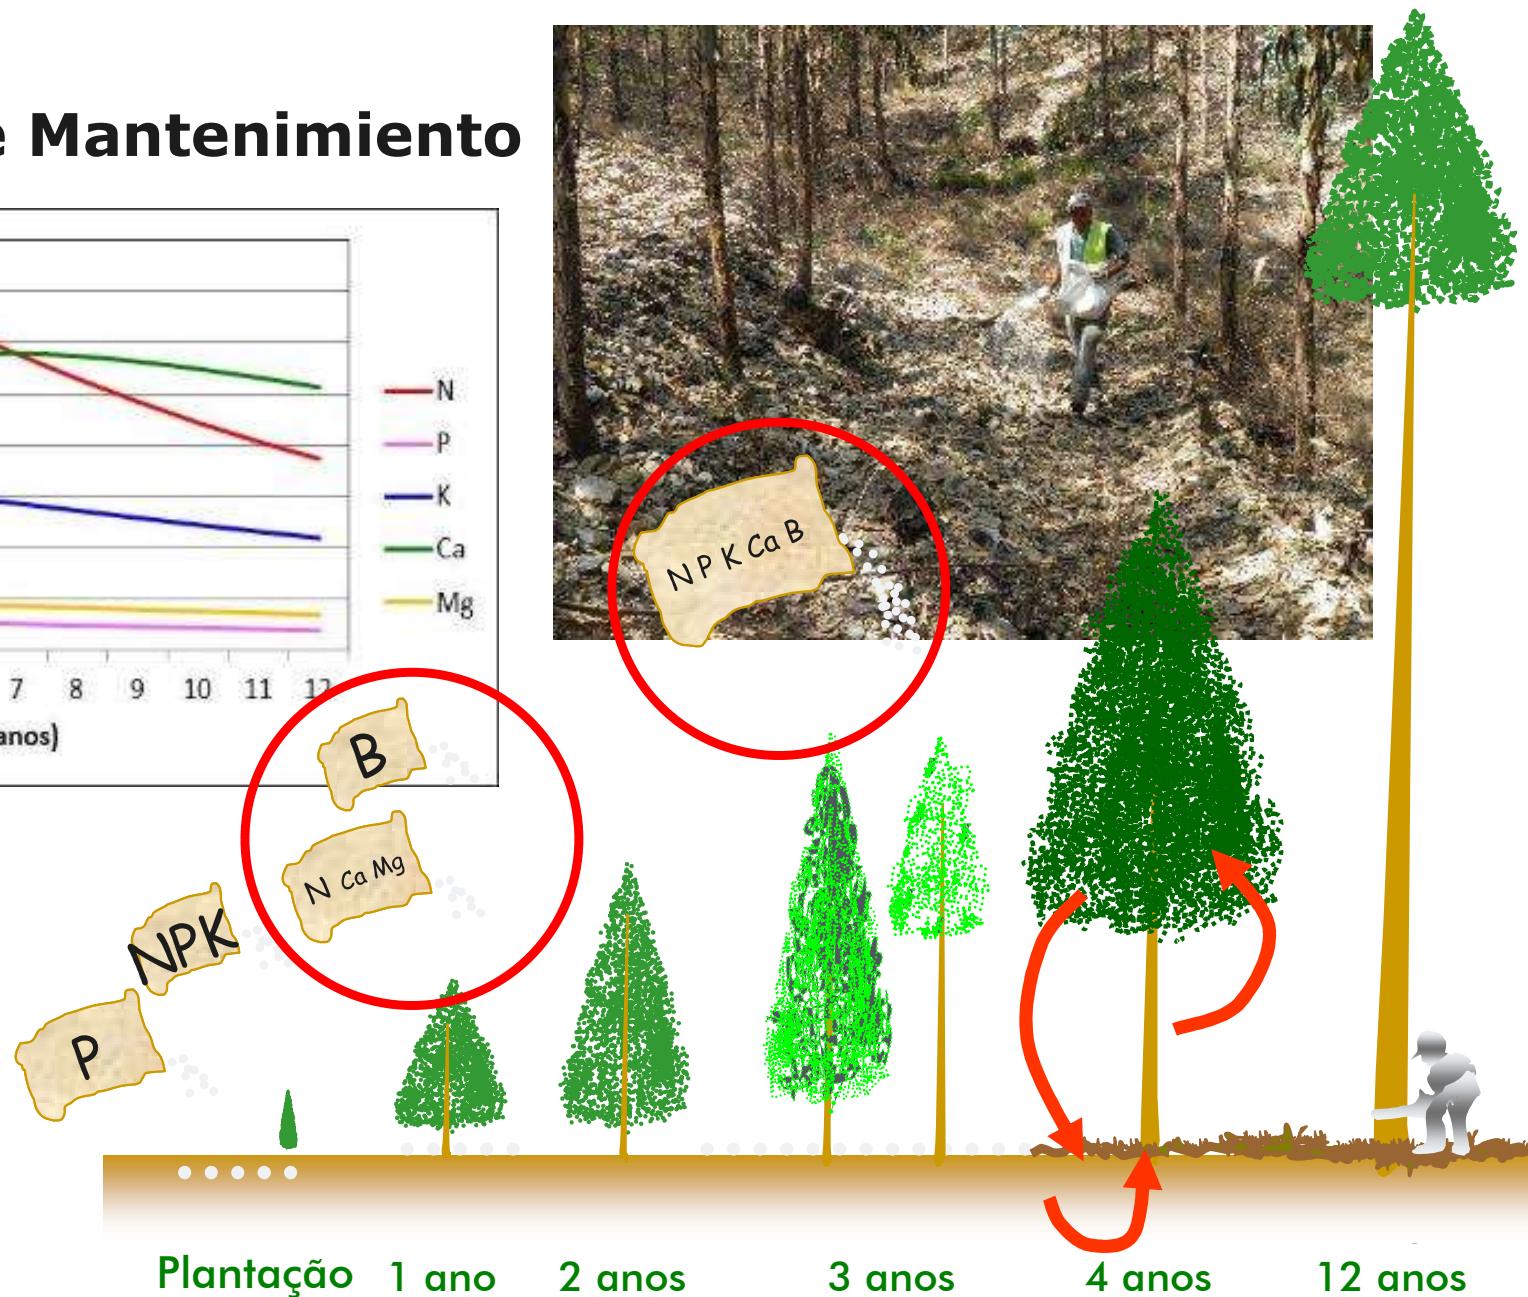 e Mantenimiento
N
P
K
Ca
Mg
7 8 9 10 11 12
anos)
N P K Ca B
B
N Ca Mg
NPK
P
Plantação 1 ano 2 anos 3 anos 4 anos 12 anos